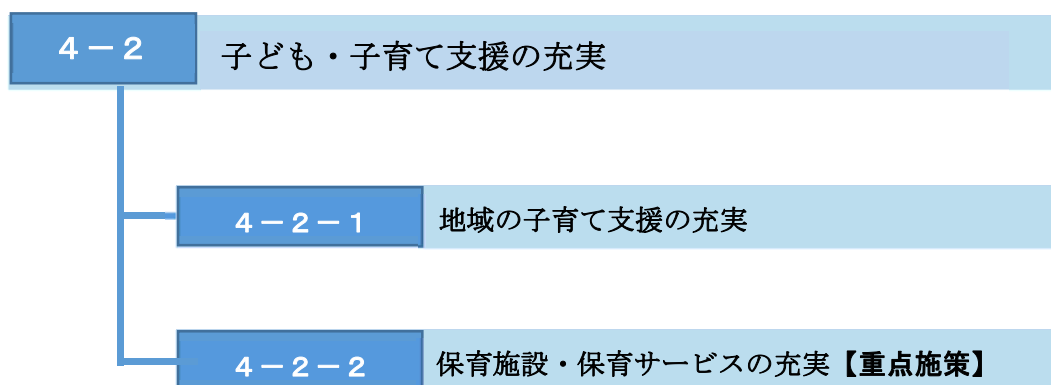 ４－２ 子ども・子育て支援の充実
４－２－１ 地域の子育て支援の充実
４－２－２ 保育施設・保育サービスの充実【重点施策】